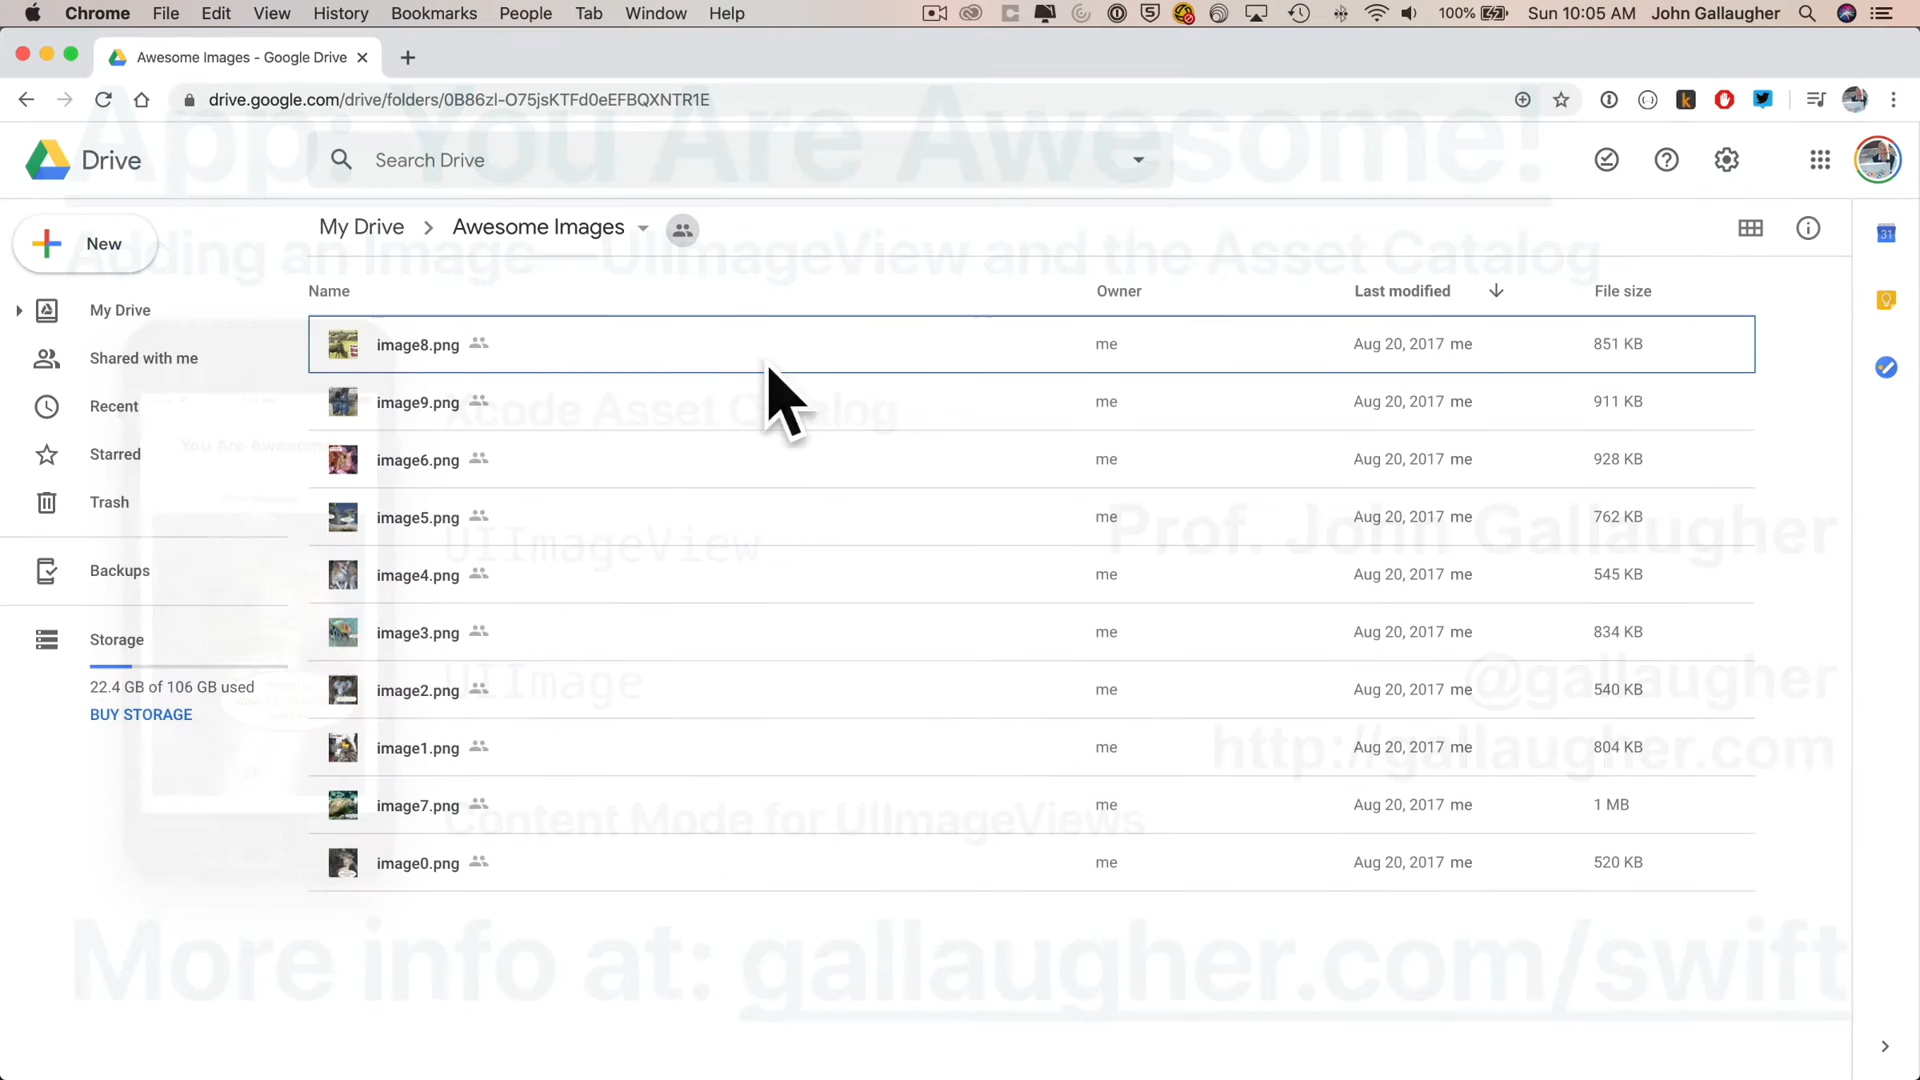 Chrome File Edit View History Bookmarks People Tab Window Help 100% Sun 10:05 AM John Gallaugher
Awesome Images - Google Drive
drive.google.com/drive/folders/0B86zl-O75jsKTFd0eEFBQXNTR1E
App: You Are Awesome!
Drive Search Drive
New My Drive Awesome Images
Adding an Image—UIImageView and the Asset Catalog
Name Owner Last modified File size
My Drive
image8.png me Aug 20, 2017 me 851 KB
Shared with me
image9.png me Aug 20, 2017 me 911 KB
Xcode Asset Catalog
Recent
You Are Awesome
Starred
image6.png me Aug 20, 2017 me 928 KB
Trash
image5.png me Aug 20, 2017 me 762 KB
UIImageView
Prof. John Gallaugher
Backups
image4.png me Aug 20, 2017 me 545 KB
Storage
image3.png me Aug 20, 2017 me 834 KB
22.4 GB of 106 GB used
UIImage
@gallaugher
image2.png me Aug 20, 2017 me 540 KB
BUY STORAGE
image1.png me Aug 20, 2017 me 804 KB
http://gallaugher.com
image7.png me Aug 20, 2017 me 1 MB
Content Mode for UIImageViews
image0.png me Aug 20, 2017 me 520 KB
More info at: gallaugher.com/swift